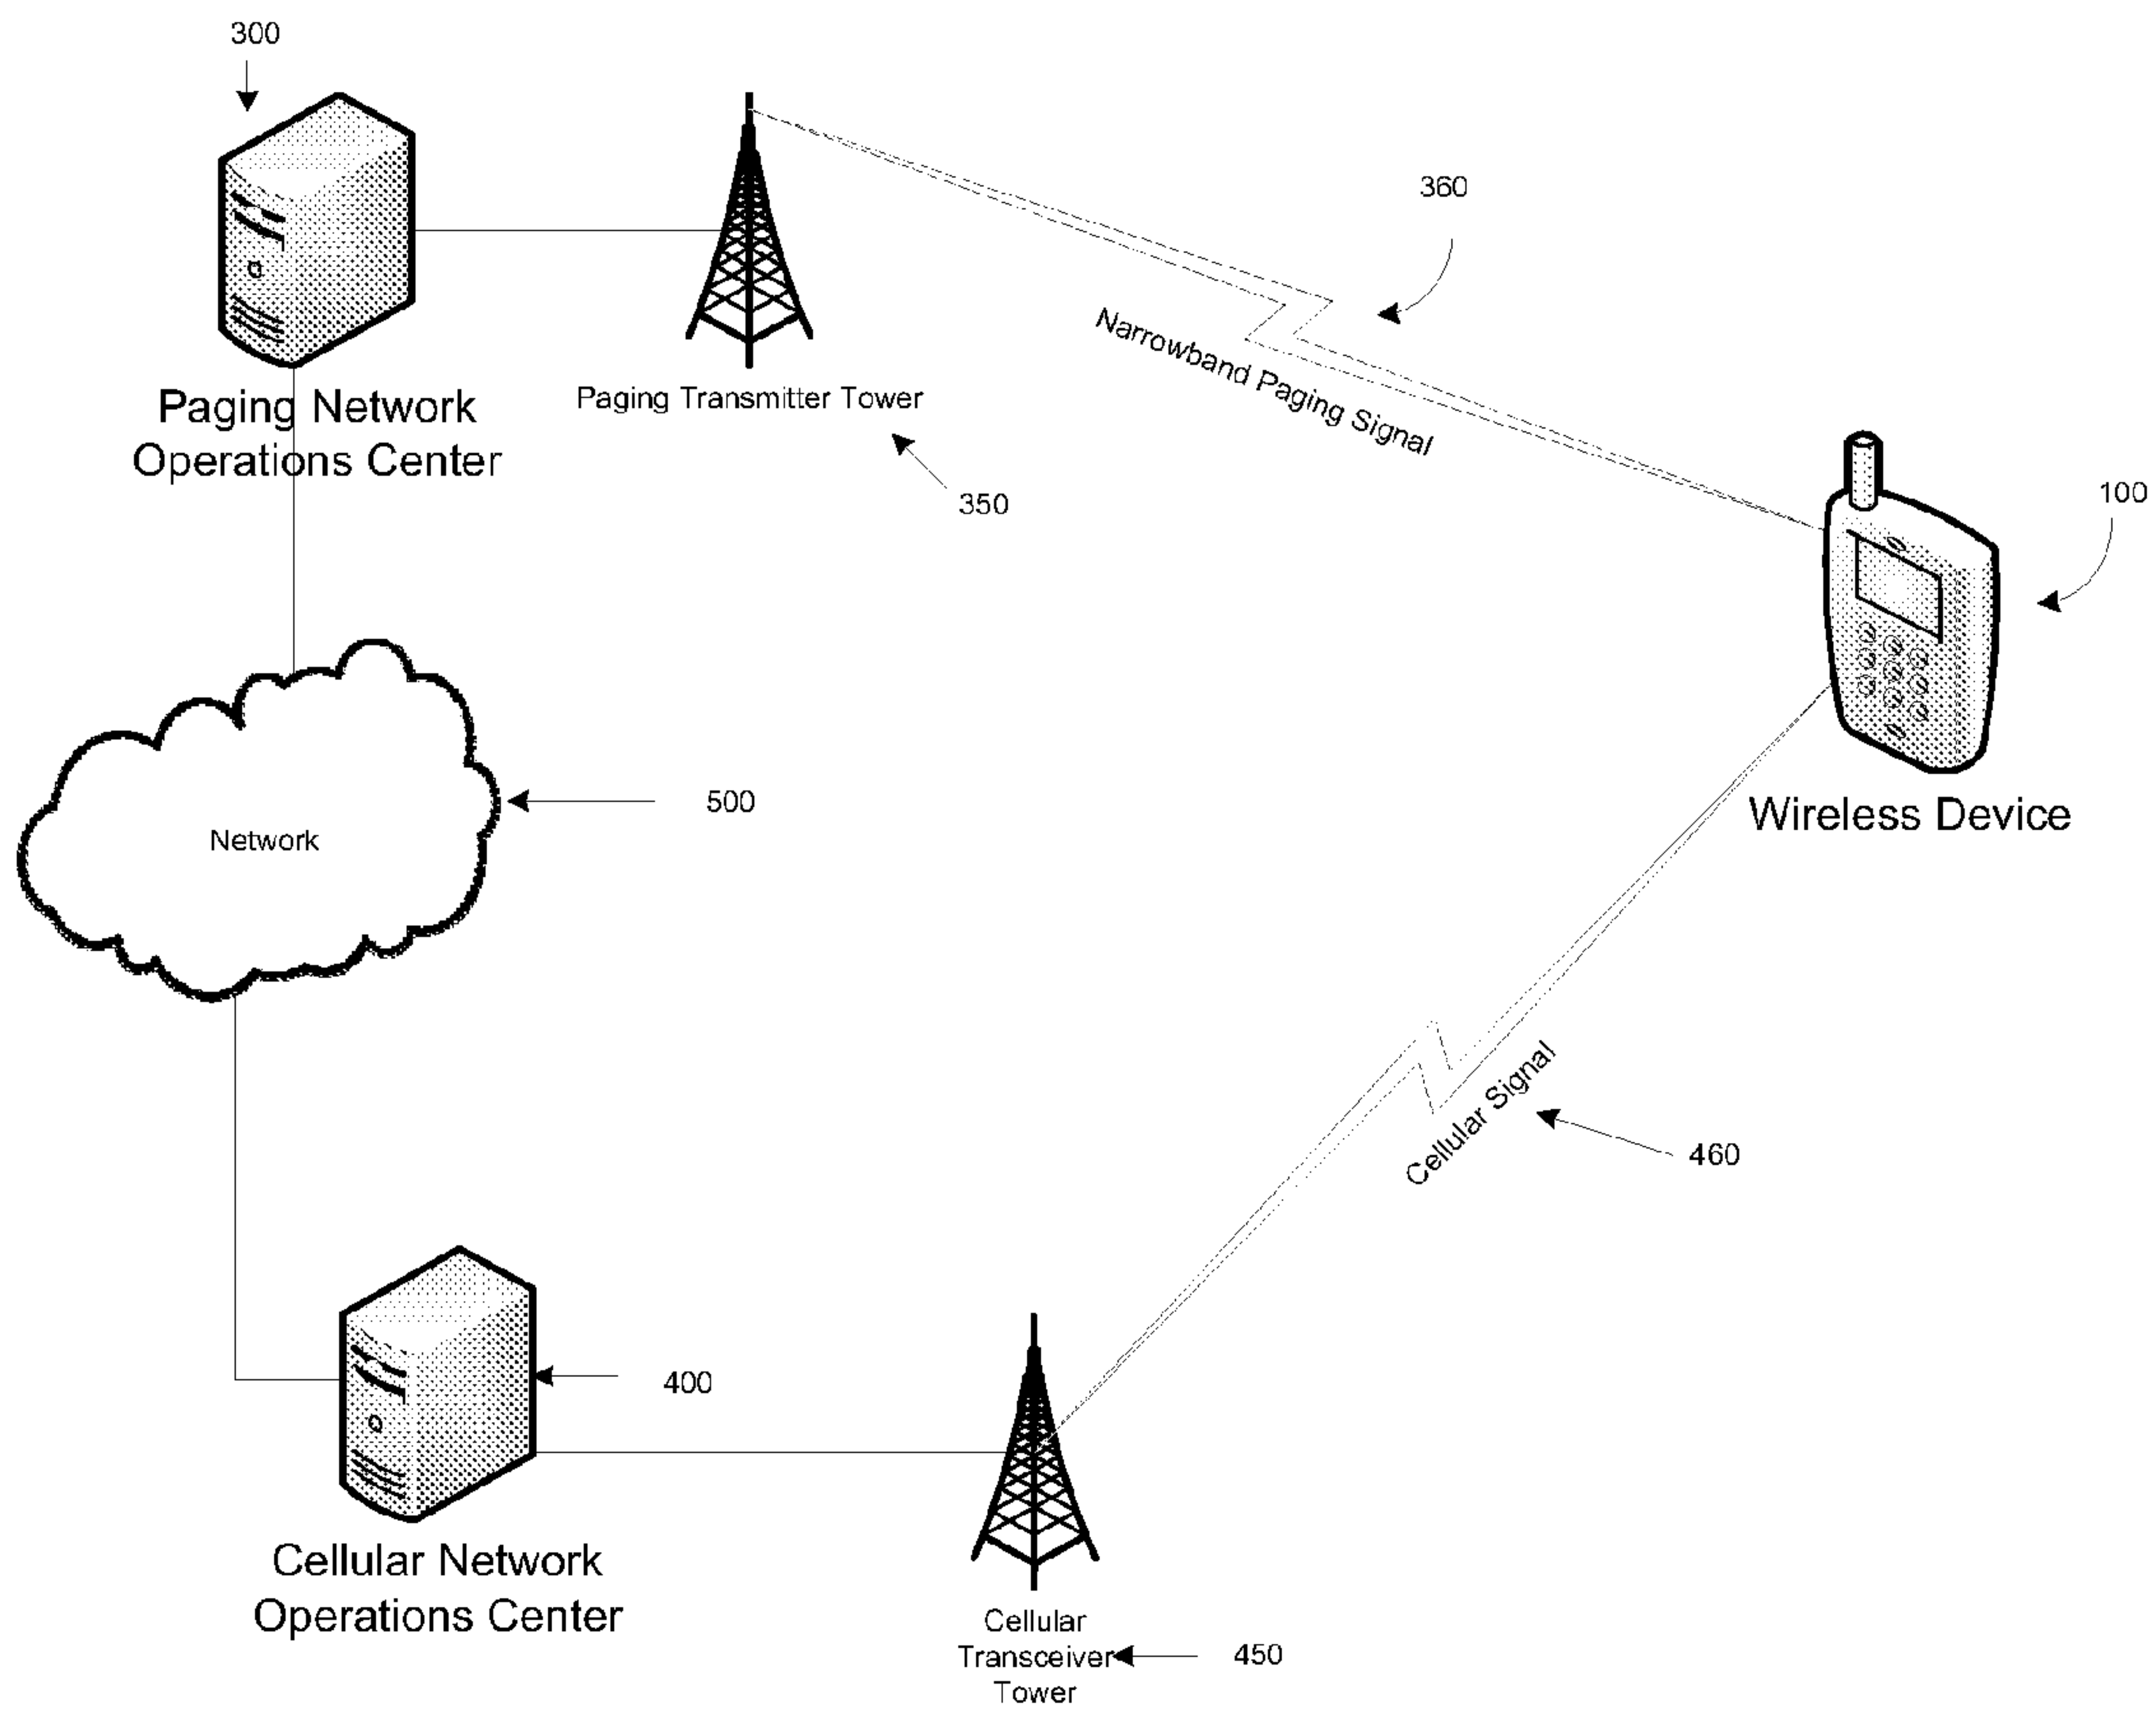 300
360
Paging Network
Operations Center
Paging Transmitter Tower
350
Narrowband Paging Signal
100
Wireless Device
Network
500
Cellular Signal
460
400
Cellular Network
Operations Center
Cellular
Transceiver
Tower
450